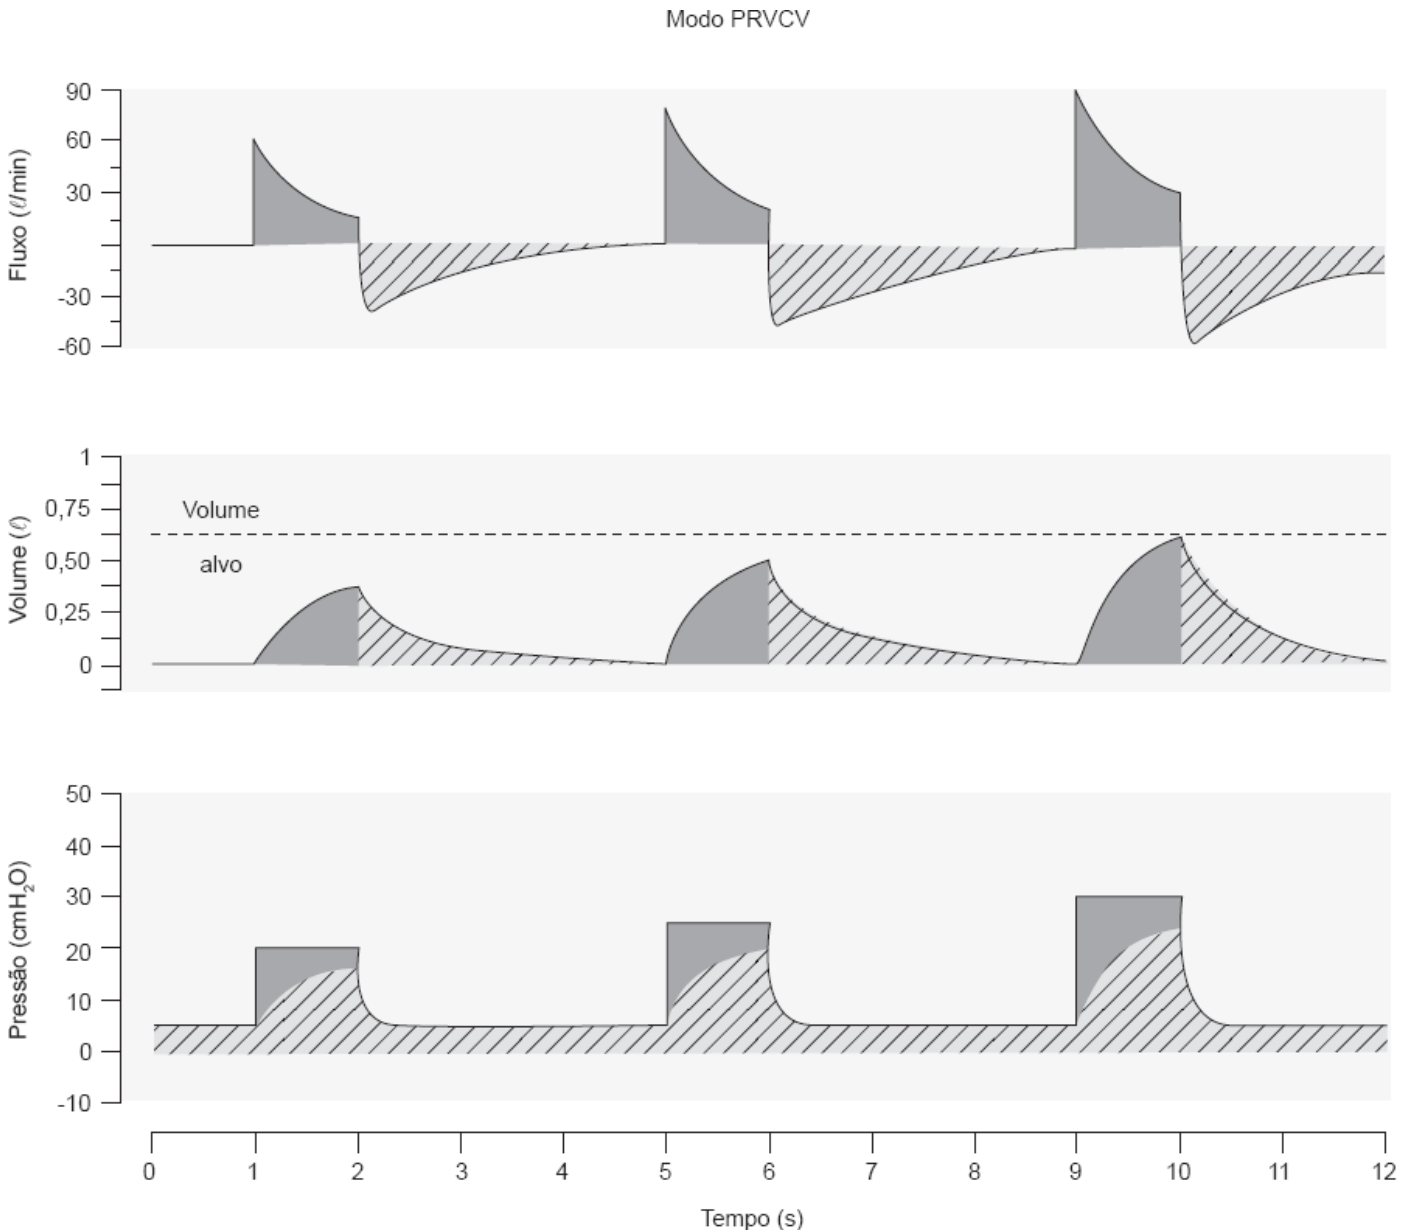 Modo PRVCV
Fluxo (ℓ/min)
90
60
30
-30
-60
Volume (ℓ)
1
0,75
0,50
0,25
0
Volume
alvo
Pressão (cmH₂O)
50
40
30
20
10
0
-10
0 1 2 3 4 5 6 7 8 9 10 11 12
Tempo (s)